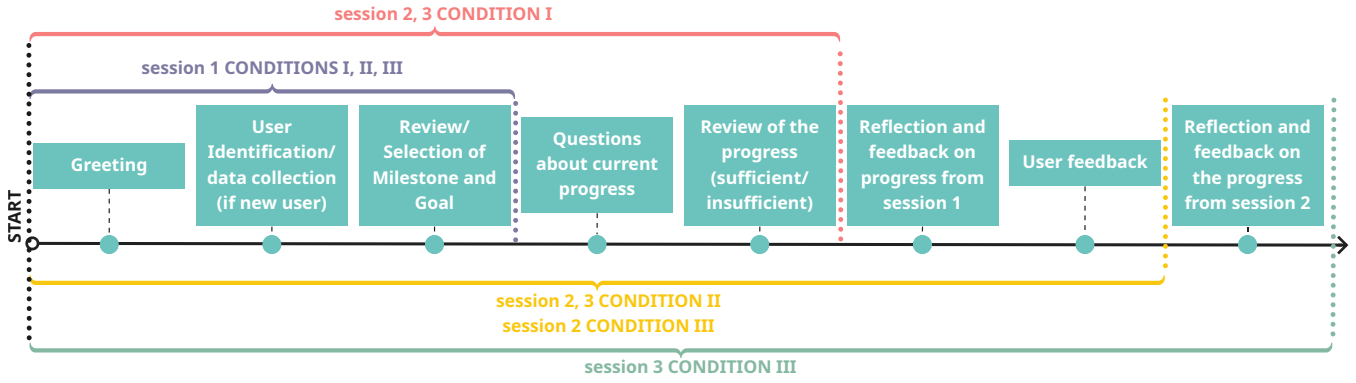 session 2, 3 CONDITION I
session 1 CONDITIONS I, II, III
START
Greeting
User
Identification/
data collection
(if new user)
Review/
Selection of
Milestone and
Goal
Questions
about current
progress
Review of the
progress
(sufficient/
insufficient)
Reflection and
feedback on
progress from
session 1
User feedback
Reflection and
feedback on
the progress
from session 2
session 2, 3 CONDITION II
session 2 CONDITION III
session 3 CONDITION III